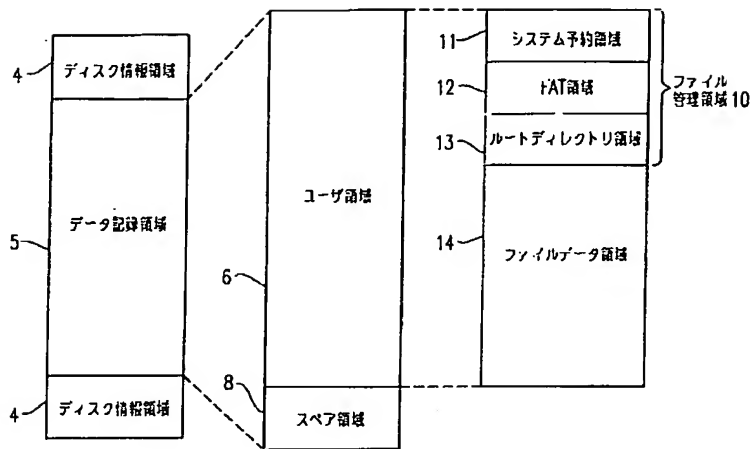 4
ディスク情報領域
5
データ記録領域
4
ディスク情報領域
6
ユーザ領域
8
スペア領域
11
システム予約領域
12
FAT領域
13
ルートディレクトリ領域
14
ファイルデータ領域
ファイル
管理領域 10